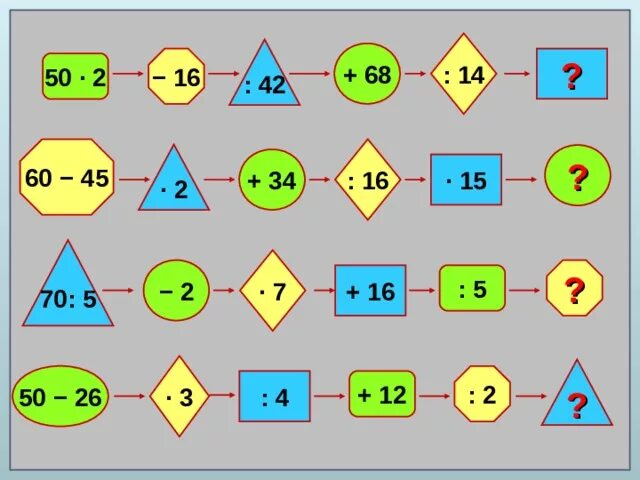 50 · 2 − 16 : 42 + 68 : 14 ?
60 − 45 · 2 + 34 : 16 · 15 ?
70: 5 − 2 · 7 + 16 : 5 ?
50 − 26 · 3 : 4 + 12 : 2 ?